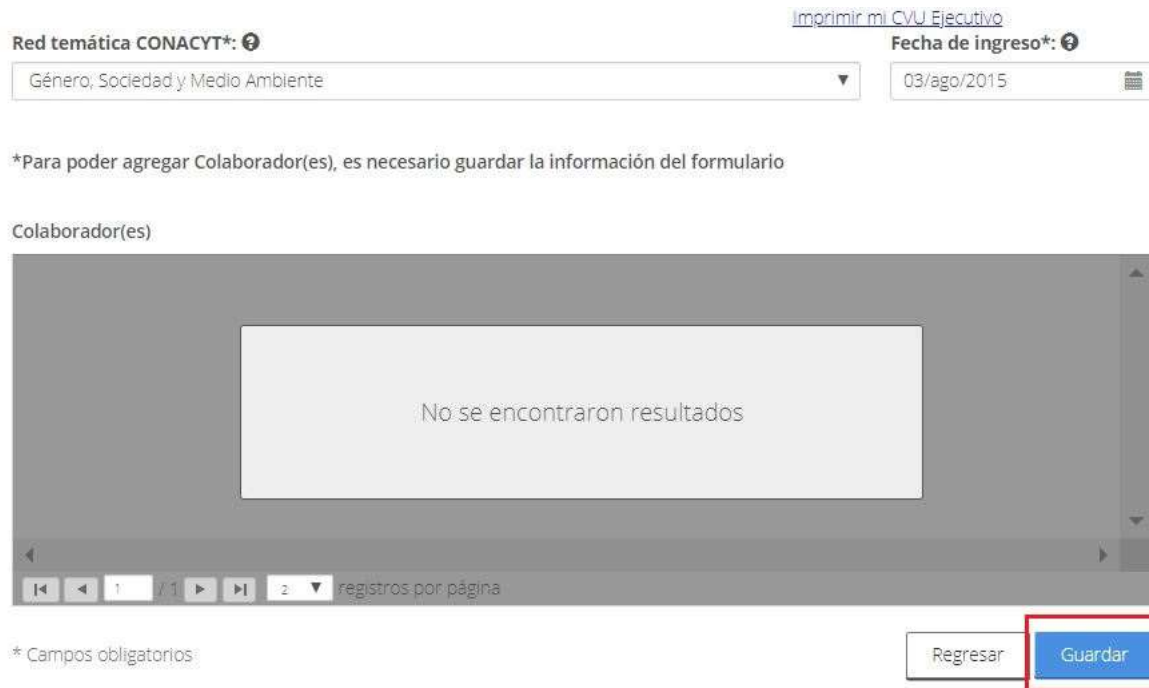 Imprimir mi CVU Ejecutivo
Red temática CONACYT*:
Fecha de ingreso*:
Género, Sociedad y Medio Ambiente
03/ago/2015
*Para poder agregar Colaborador(es), es necesario guardar la información del formulario
Colaborador(es)
No se encontraron resultados
1 / 1 2 registros por página
* Campos obligatorios
Regresar
Guardar